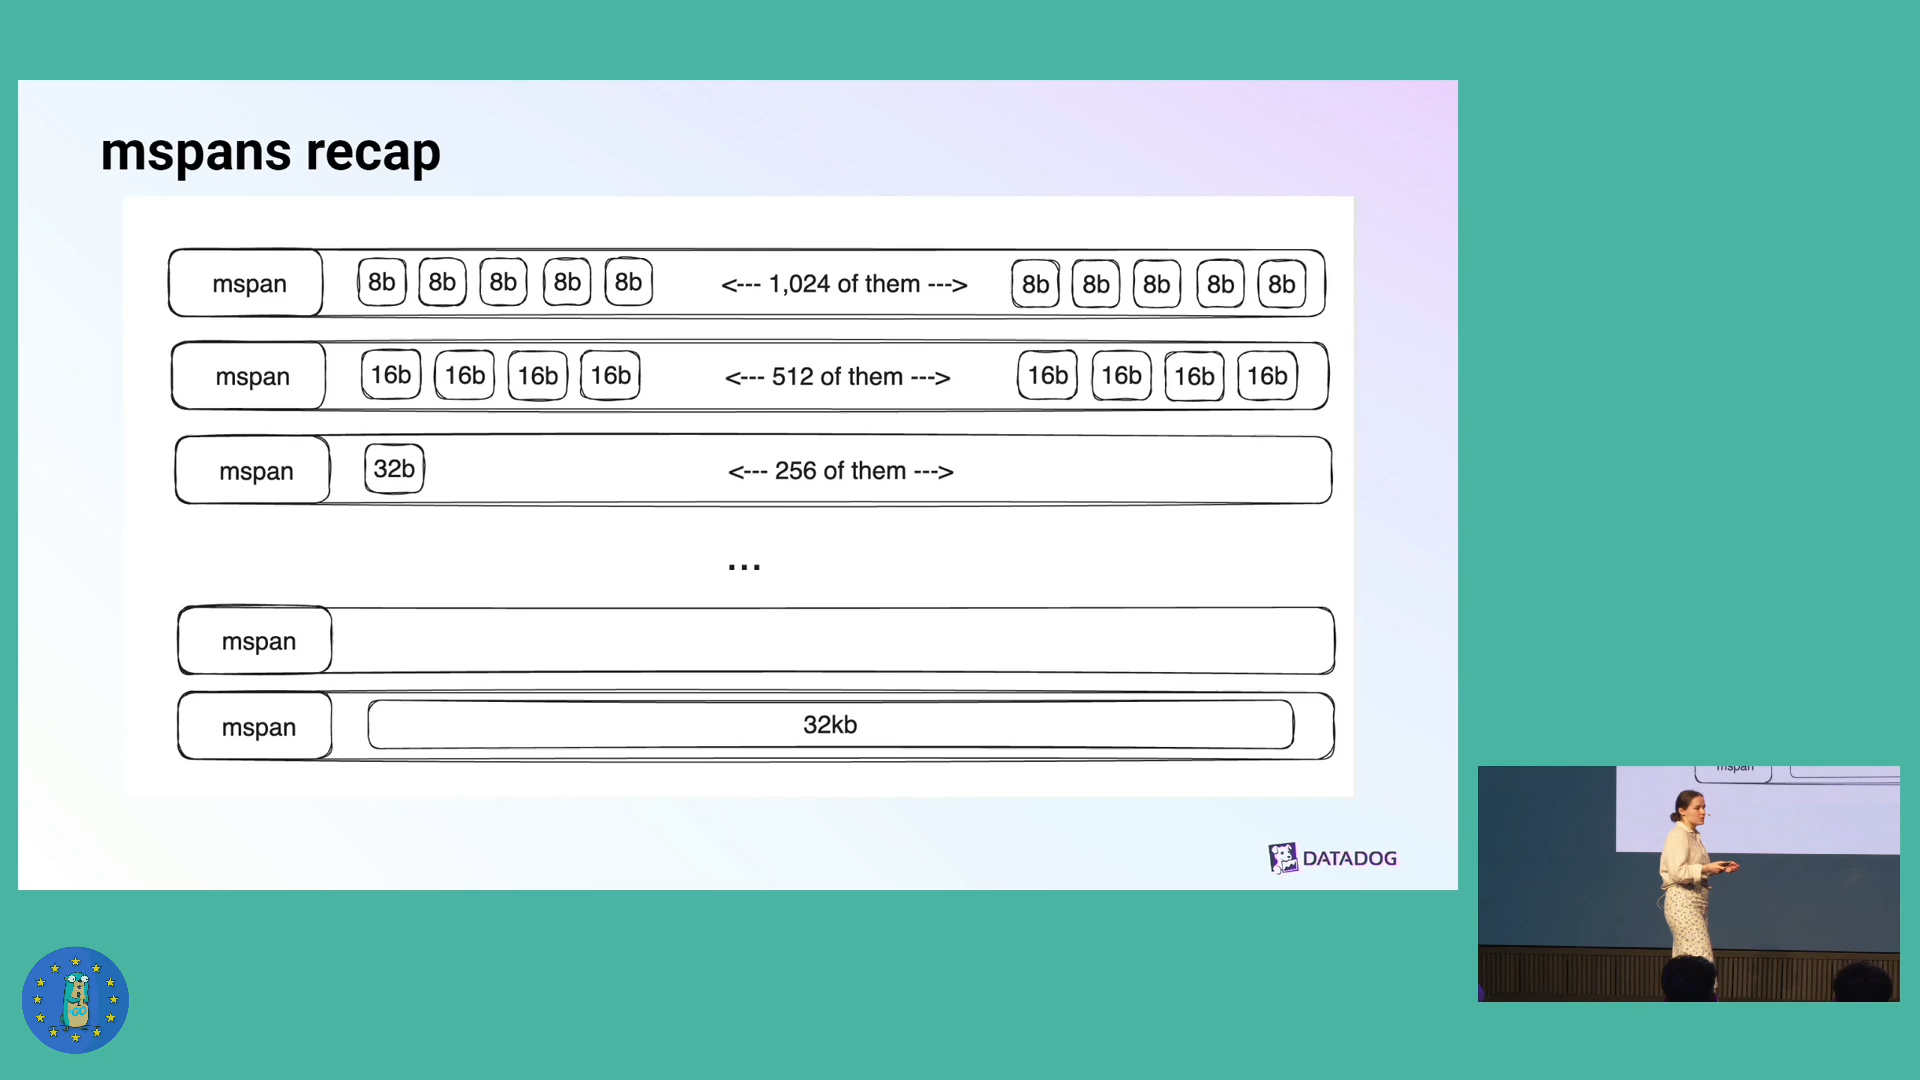 mspans recap
mspan 8b 8b 8b 8b 8b <--- 1,024 of them ---> 8b 8b 8b 8b 8b
mspan 16b 16b 16b 16b <--- 512 of them ---> 16b 16b 16b 16b
mspan 32b <--- 256 of them --->
...
mspan
mspan 32kb
DATADOG
mspan
GO